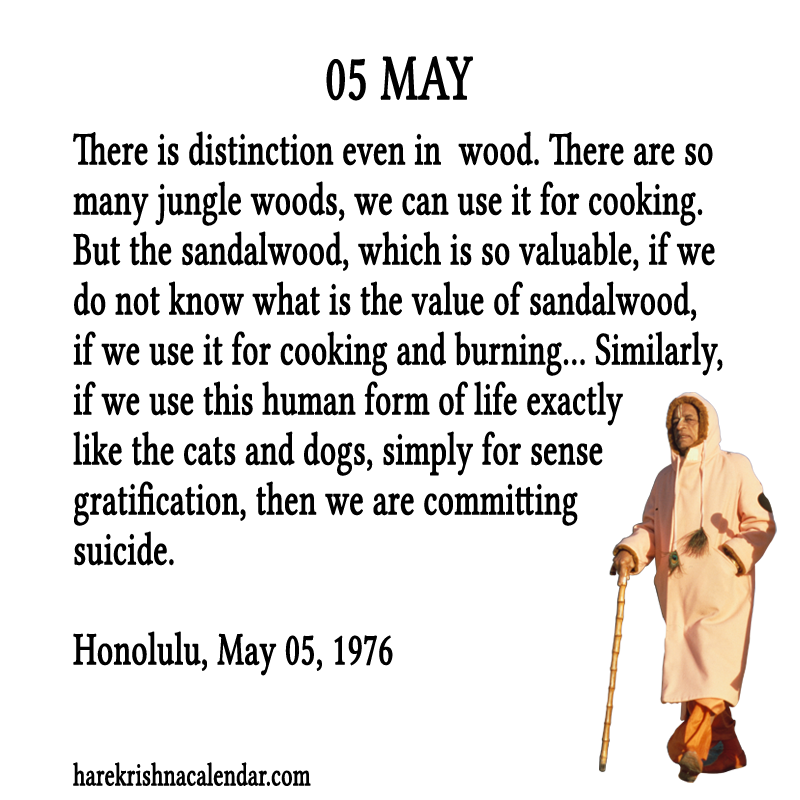 05 MAY
There is distinction even in  wood. There are so
many jungle woods, we can use it for cooking.
But the sandalwood, which is so valuable, if we
do not know what is the value of sandalwood,
if we use it for cooking and burning... Similarly,
if we use this human form of life exactly
like the cats and dogs, simply for sense
gratification, then we are committing
suicide.
Honolulu, May 05, 1976
harekrishnacalendar.com